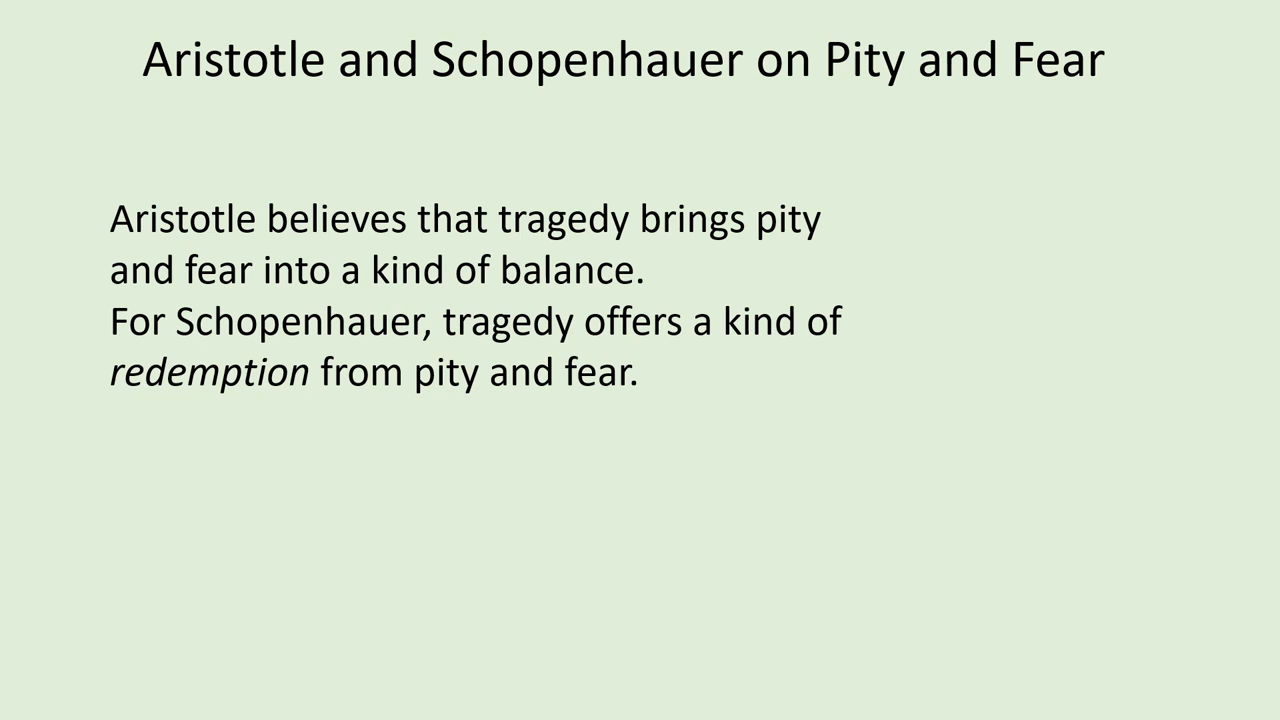 Aristotle and Schopenhauer on Pity and Fear
Aristotle believes that tragedy brings pity
and fear into a kind of balance.
For Schopenhauer, tragedy offers a kind of
redemption from pity and fear.